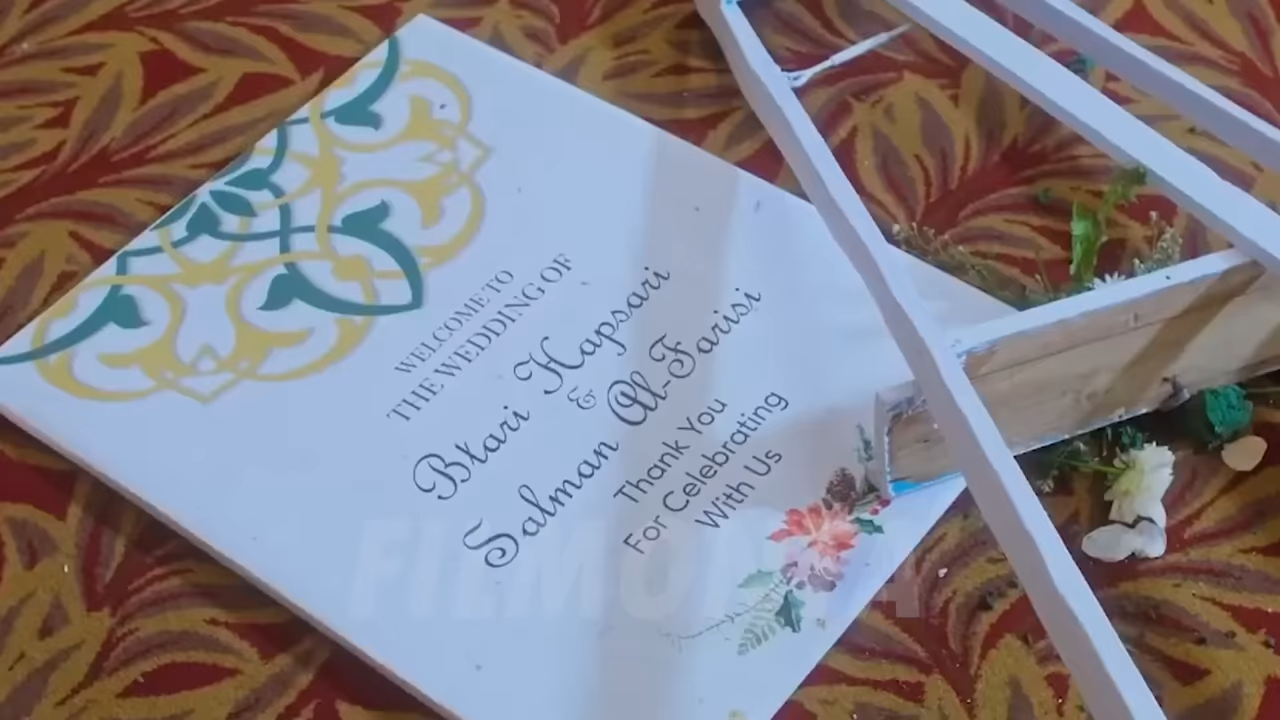 WELCOME TO
THE WEDDING OF
Btari Hapsari
&
Salman Al-Farisi
Thank You
For Celebrating
With Us